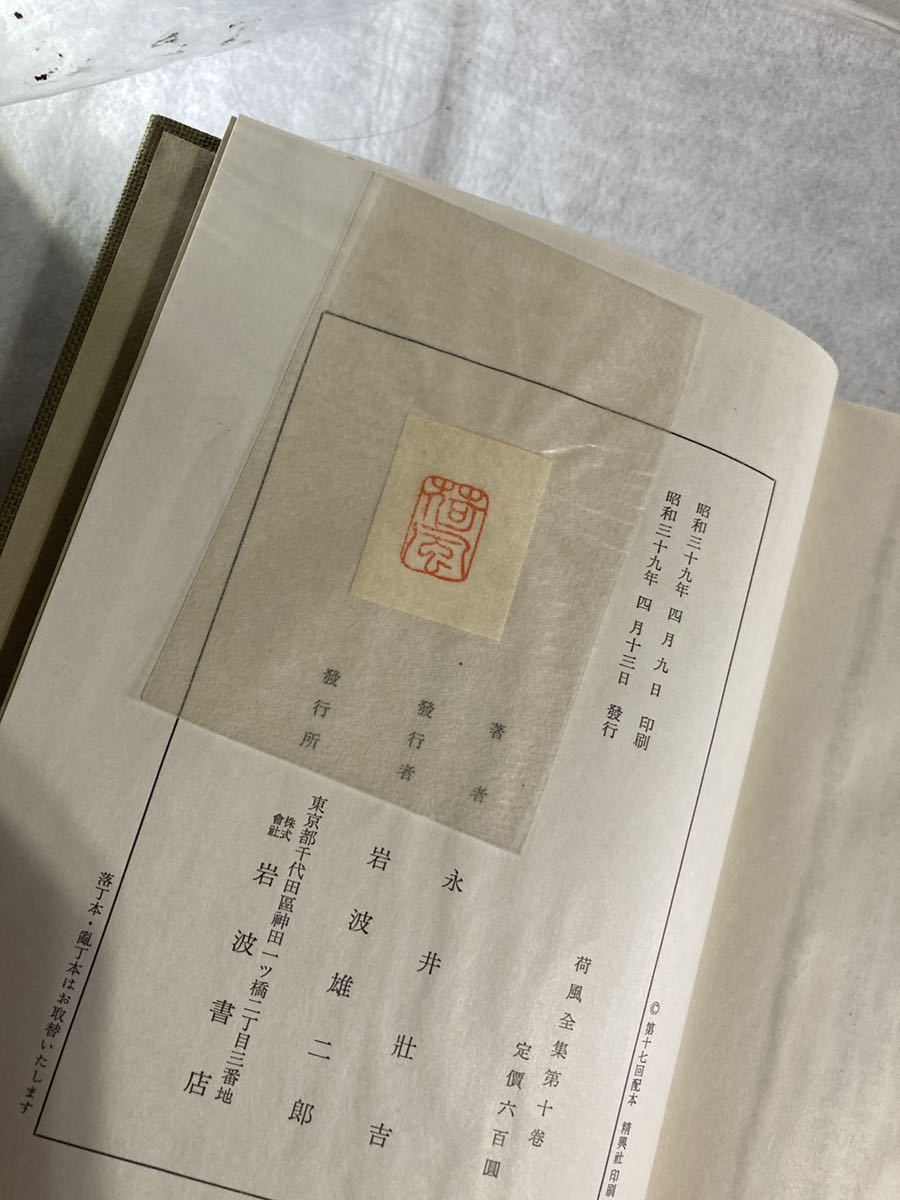 昭和三十九年 四月 九日 印刷
昭和三十九年 四月十三日 發行
荷風全集第十卷
定價六百圓
荷風
著者 永井壯吉
發行者 岩波雄二郎
東京都千代田區神田一ツ橋二丁目三番地
發行所 株式會社 岩波書店
© 第十七回配本 精興社印刷
落丁本・亂丁本はお取替いたします